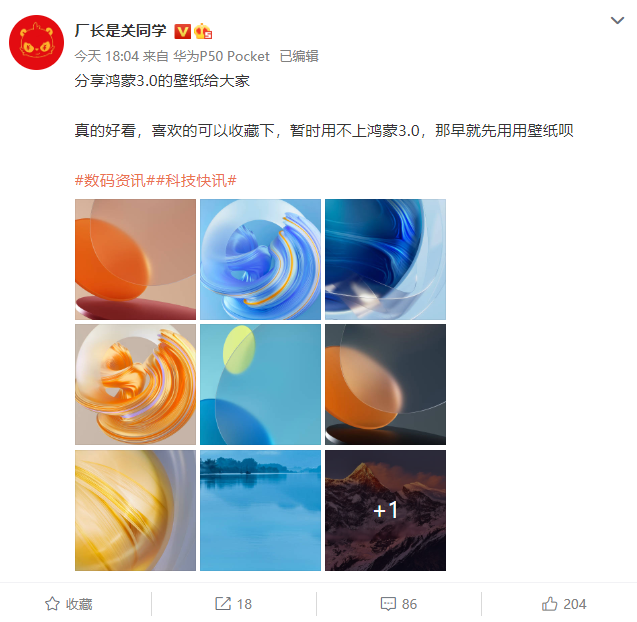 厂长是关同学
今天 18:04 来自 华为P50 Pocket 已编辑
分享鸿蒙3.0的壁纸给大家
真的好看，喜欢的可以收藏下，暂时用不上鸿蒙3.0，那早就先用用壁纸呗
#数码资讯##科技快讯#
+1
收藏 18 86 204